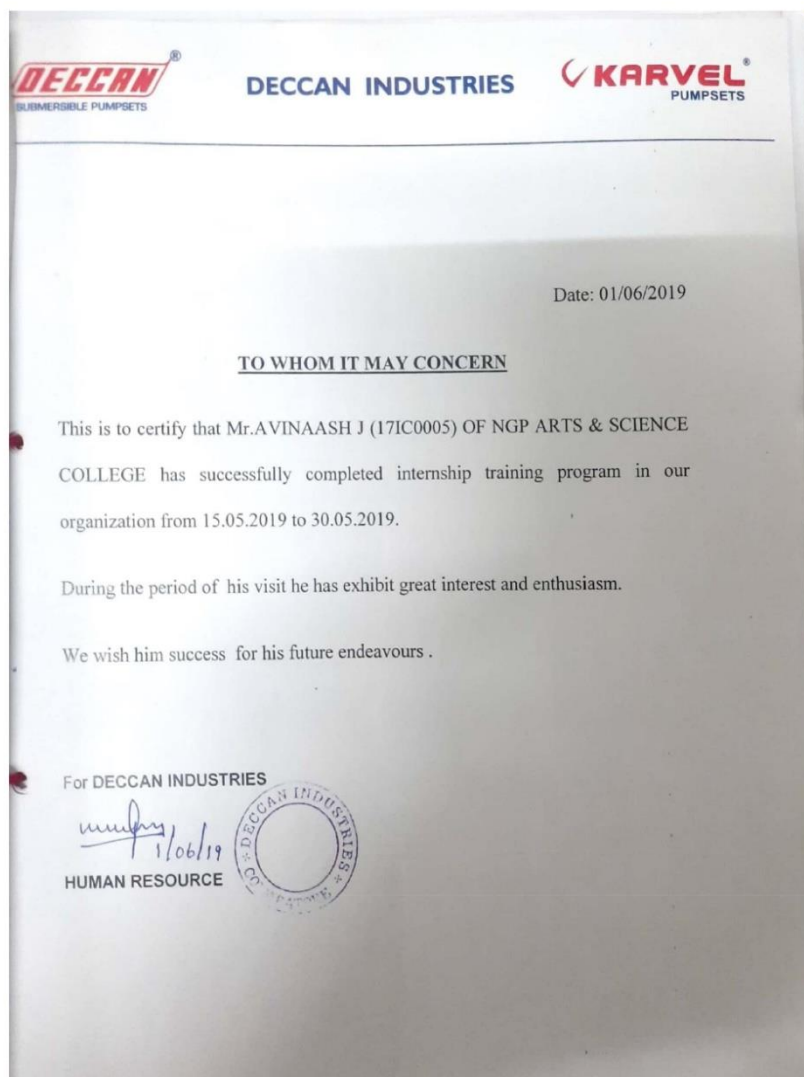 DECCAN®
SUBMERSIBLE PUMPSETS
DECCAN INDUSTRIES
KARVEL®
PUMPSETS
Date: 01/06/2019
TO WHOM IT MAY CONCERN
This is to certify that Mr.AVINAASH J (17IC0005) OF NGP ARTS & SCIENCE
COLLEGE has successfully completed internship training program in our
organization from 15.05.2019 to 30.05.2019.
During the period of his visit he has exhibit great interest and enthusiasm.
We wish him success for his future endeavours .
For DECCAN INDUSTRIES
1/06/19
HUMAN RESOURCE
* DECCAN INDUSTRIES *